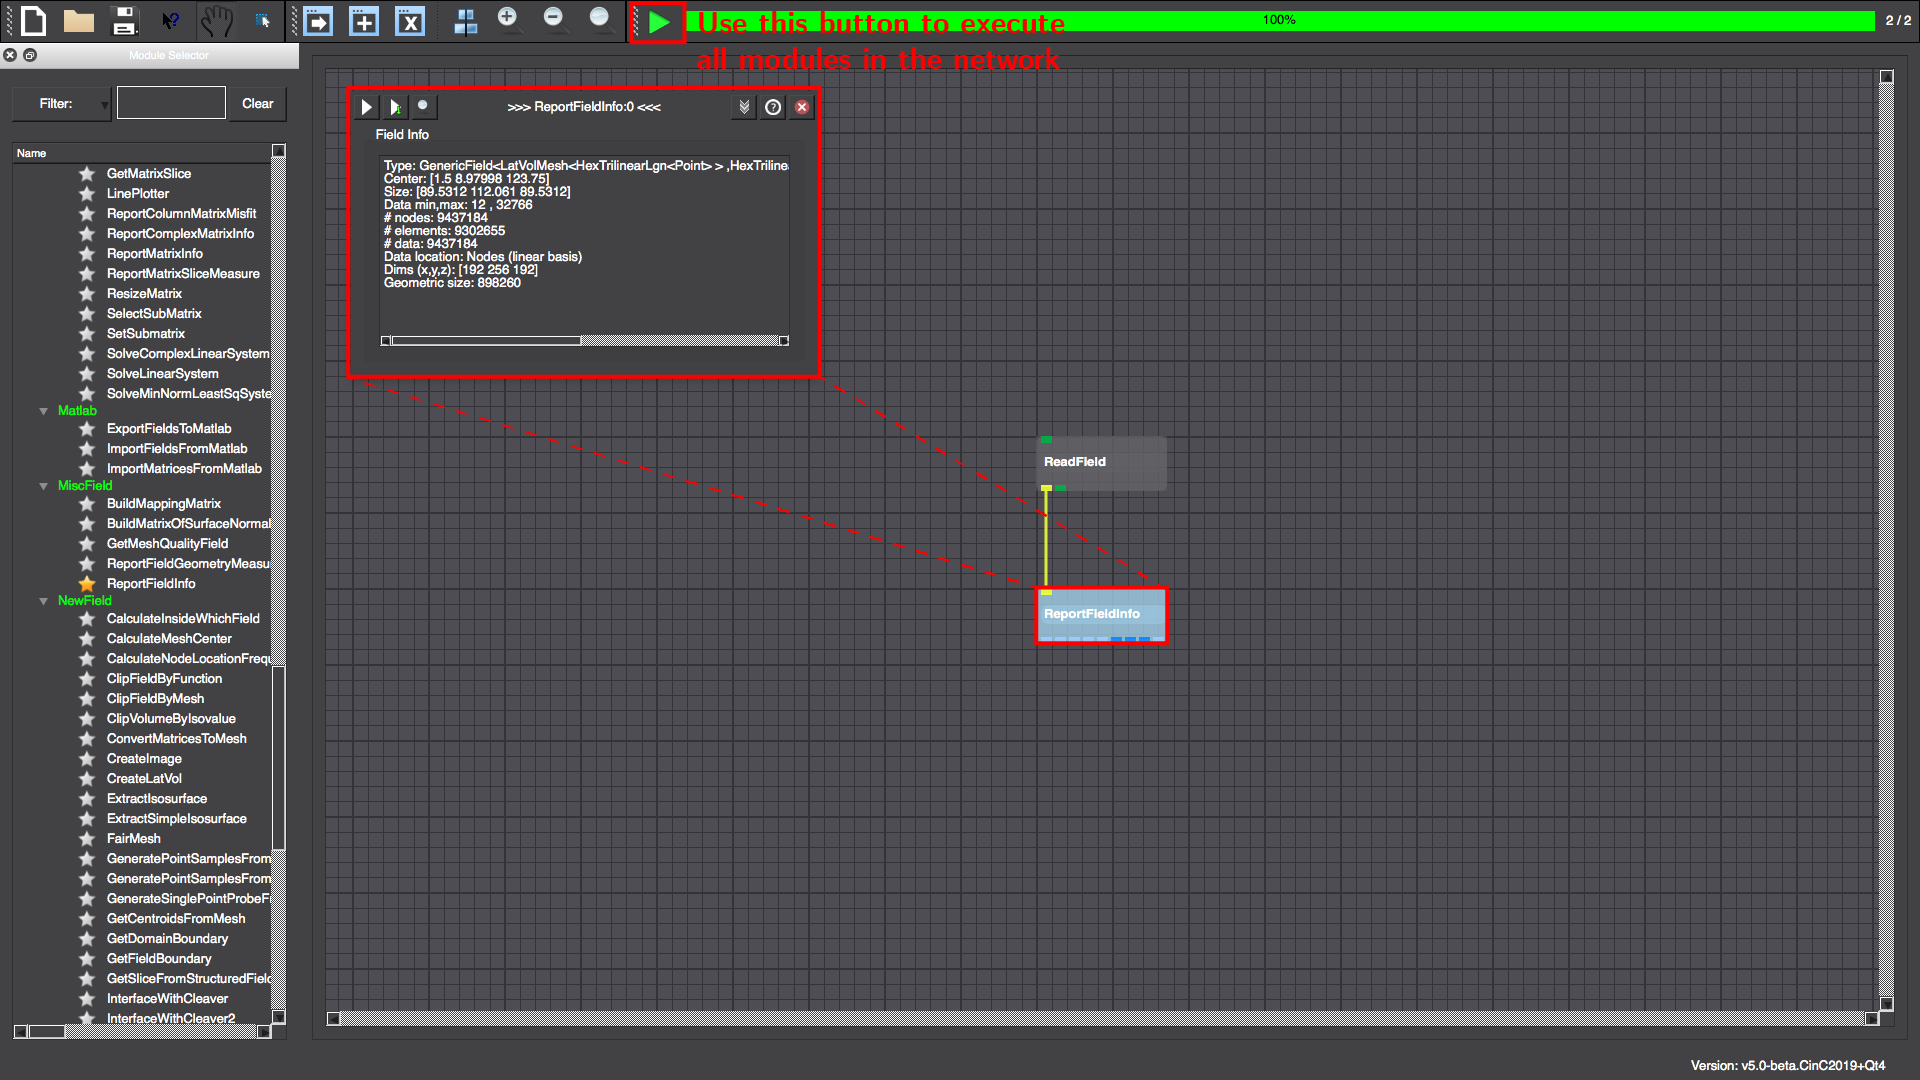 Use this button to execute
all modules in the network
100%
2 / 2
Module Selector
Filter:
Clear
Name
GetMatrixSlice
LinePlotter
ReportColumnMatrixMisfit
ReportComplexMatrixInfo
ReportMatrixInfo
ReportMatrixSliceMeasure
ResizeMatrix
SelectSubMatrix
SetSubmatrix
SolveComplexLinearSystem
SolveLinearSystem
SolveMinNormLeastSqSyste
Matlab
ExportFieldsToMatlab
ImportFieldsFromMatlab
ImportMatricesFromMatlab
MiscField
BuildMappingMatrix
BuildMatrixOfSurfaceNormal
GetMeshQualityField
ReportFieldGeometryMeasu
ReportFieldInfo
NewField
CalculateInsideWhichField
CalculateMeshCenter
CalculateNodeLocationFrequ
ClipFieldByFunction
ClipFieldByMesh
ClipVolumeByIsovalue
ConvertMatricesToMesh
CreateImage
CreateLatVol
ExtractIsosurface
ExtractSimpleIsosurface
FairMesh
GeneratePointSamplesFrom
GeneratePointSamplesFrom
GenerateSinglePointProbeFr
GetCentroidsFromMesh
GetDomainBoundary
GetFieldBoundary
GetSliceFromStructuredField
InterfaceWithCleaver
InterfaceWithCleaver2
>>> ReportFieldInfo:0 <<<
Field Info
Type: GenericField<LatVolMesh<HexTrilinearLgn<Point> > ,HexTriline
Center: [1.5 8.97998 123.75]
Size: [89.5312 112.061 89.5312]
Data min,max: 12 , 32766
# nodes: 9437184
# elements: 9302655
# data: 9437184
Data location: Nodes (linear basis)
Dims (x,y,z): [192 256 192]
Geometric size: 898260
ReadField
ReportFieldInfo
Version: v5.0-beta.CinC2019+Qt4